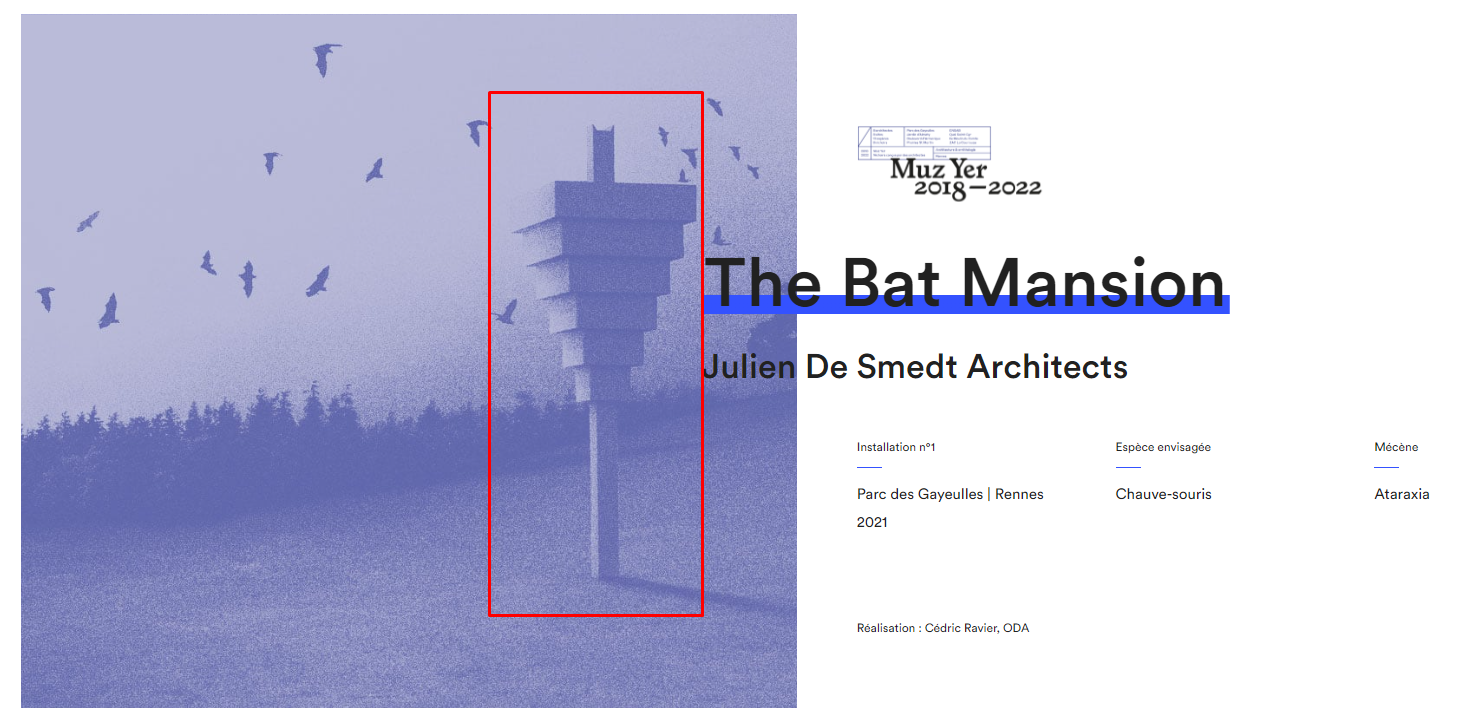 Muz Yer
2018—2022
The Bat Mansion
Julien De Smedt Architects
Installation n°1
Espèce envisagée
Mécène
Parc des Gayeulles | Rennes
Chauve-souris
Ataraxia
2021
Réalisation : Cédric Ravier, ODA